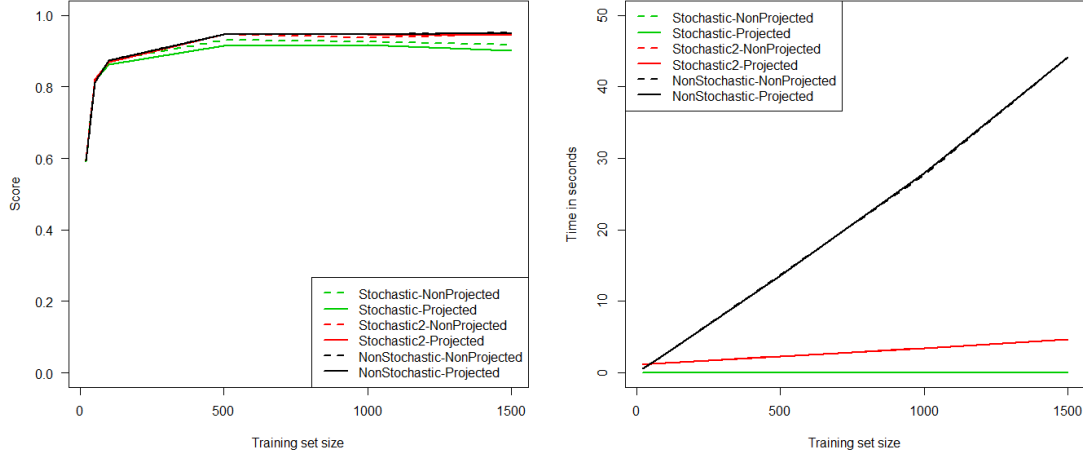 1.0
0.8
0.6
0.4
0.2
0.0
Score
Stochastic-NonProjected
Stochastic-Projected
Stochastic2-NonProjected
Stochastic2-Projected
NonStochastic-NonProjected
NonStochastic-Projected
0 500 1000 1500
Training set size
50
40
30
20
10
0
Time in seconds
Stochastic-NonProjected
Stochastic-Projected
Stochastic2-NonProjected
Stochastic2-Projected
NonStochastic-NonProjected
NonStochastic-Projected
0 500 1000 1500
Training set size